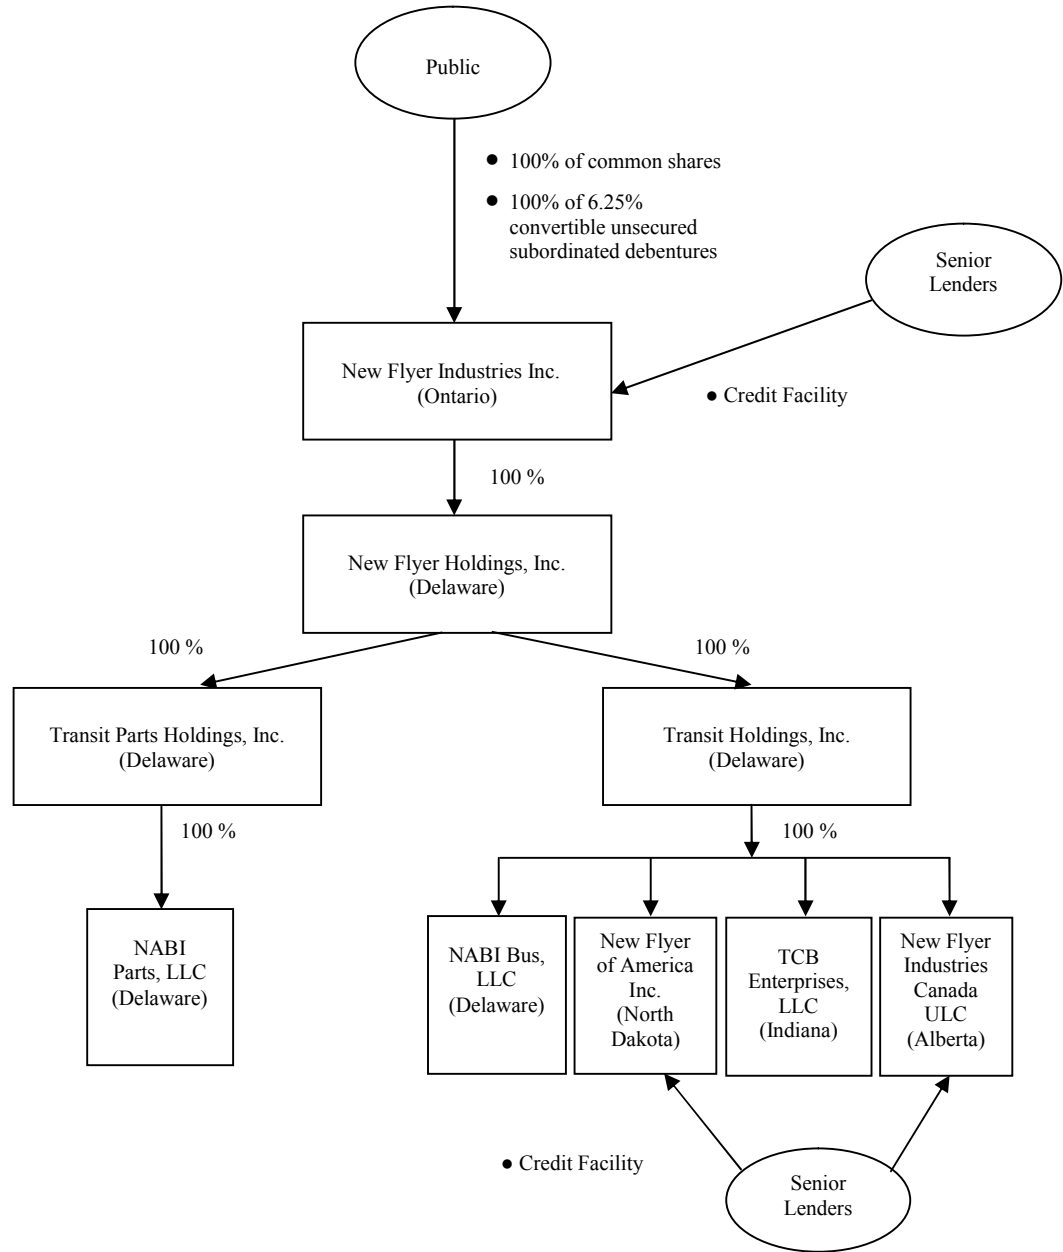 Public
● 100% of common shares
● 100% of 6.25%
convertible unsecured
subordinated debentures
Senior
Lenders
New Flyer Industries Inc.
(Ontario)
● Credit Facility
100 %
New Flyer Holdings, Inc.
(Delaware)
100 %
100 %
Transit Parts Holdings, Inc.
(Delaware)
Transit Holdings, Inc.
(Delaware)
100 %
100 %
NABI
Parts, LLC
(Delaware)
NABI Bus,
LLC
(Delaware)
New Flyer
of America
Inc.
(North
Dakota)
TCB
Enterprises,
LLC
(Indiana)
New Flyer
Industries
Canada
ULC
(Alberta)
● Credit Facility
Senior
Lenders